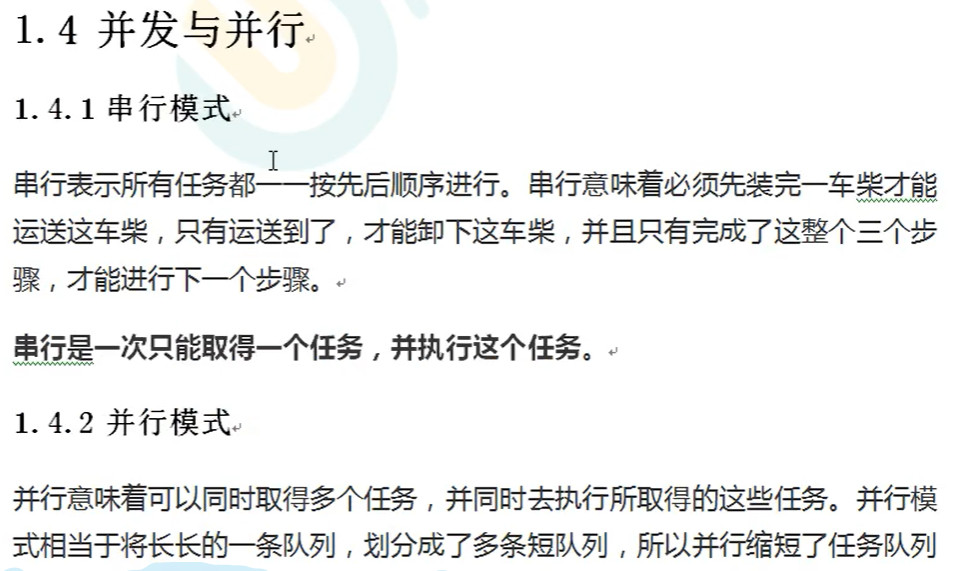 1.4 并发与并行
1.4.1 串行模式
串行表示所有任务都一一按先后顺序进行。串行意味着必须先装完一车柴才能
运送这车柴，只有运送到了，才能卸下这车柴，并且只有完成了这整个三个步
骤，才能进行下一个步骤。
串行是一次只能取得一个任务，并执行这个任务。
1.4.2 并行模式
并行意味着可以同时取得多个任务，并同时去执行所取得的这些任务。并行模
式相当于将长长的一条队列，划分成了多条短队列，所以并行缩短了任务队列